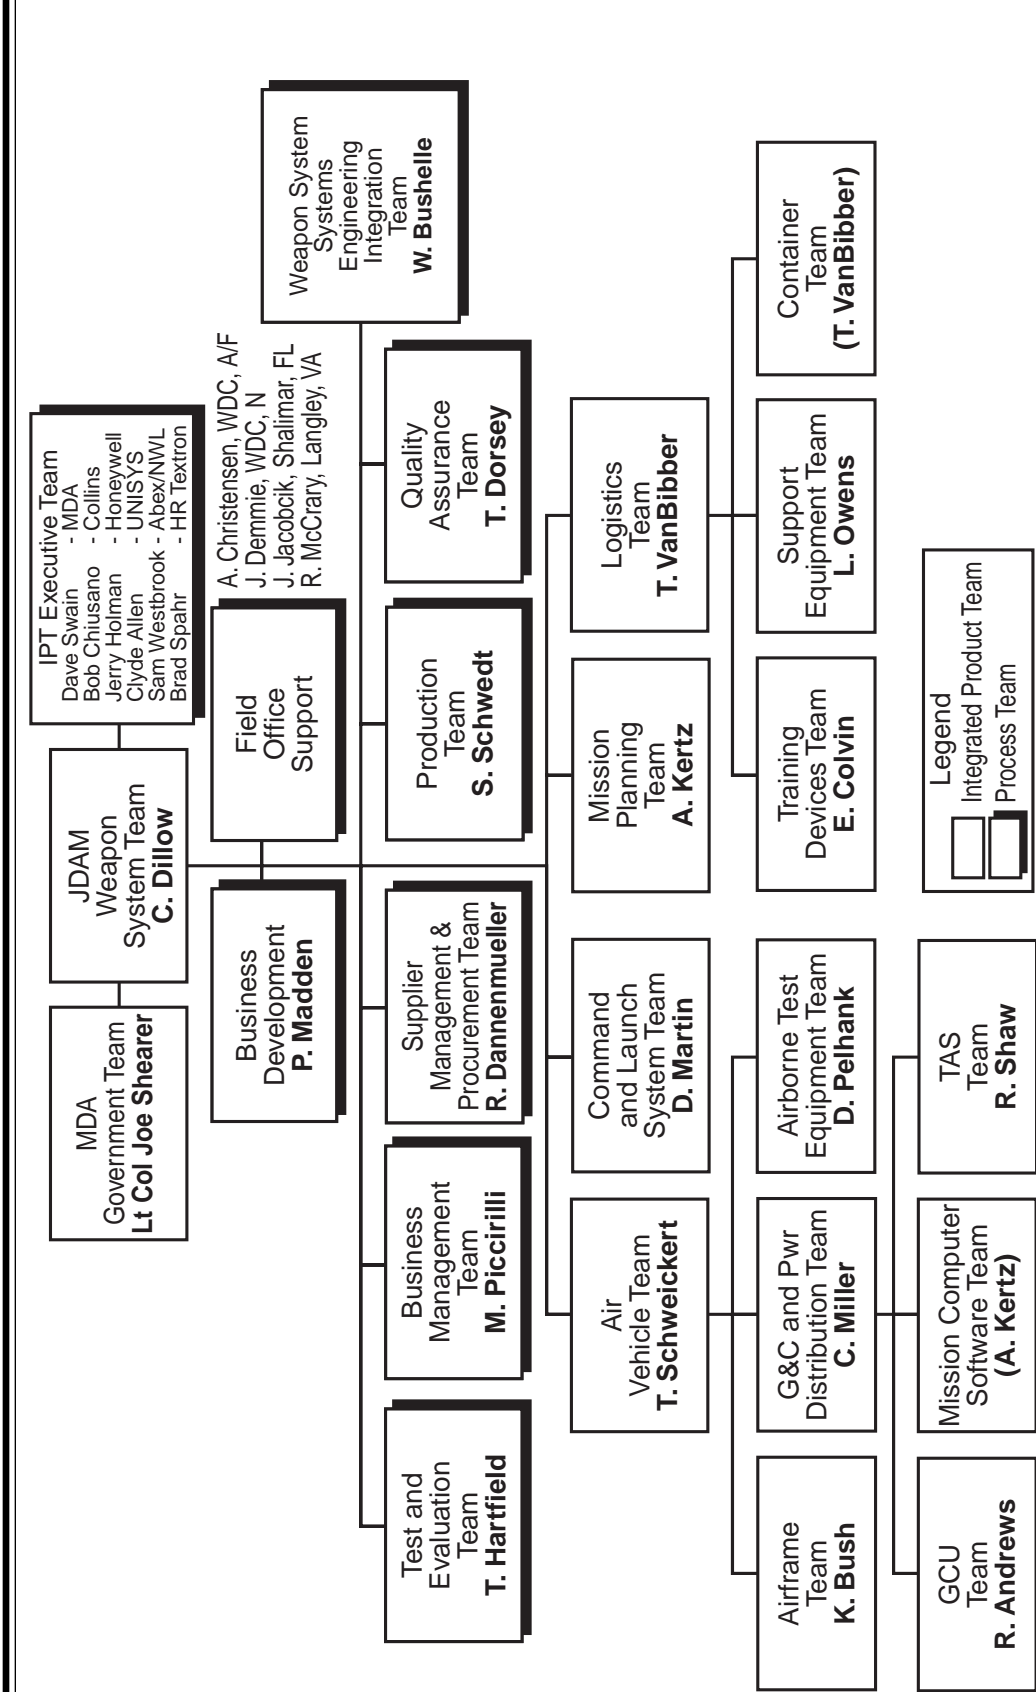 MDA
Government Team
Lt Col Joe Shearer
JDAM
Weapon
System Team
C. Dillow
IPT Executive Team
Dave Swain - MDA
Bob Chiusano - Collins
Jerry Holman - Honeywell
Clyde Allen - UNISYS
Sam Westbrook - Abex/NWL
Brad Spahr - HR Textron
Business
Development
P. Madden
Field
Office
Support
A. Christensen, WDC, A/F
J. Demmie, WDC, N
J. Jacobcik, Shalimar, FL
R. McCrary, Langley, VA
Weapon System
Systems
Engineering
Integration
Team
W. Bushelle
Test and
Evaluation
Team
T. Hartfield
Business
Management
Team
M. Piccirilli
Supplier
Management &
Procurement Team
R. Dannenmueller
Production
Team
S. Schwedt
Quality
Assurance
Team
T. Dorsey
Air
Vehicle Team
T. Schweickert
Command
and Launch
System Team
D. Martin
Mission
Planning
Team
A. Kertz
Logistics
Team
T. VanBibber
Airframe
Team
K. Bush
G&C and Pwr
Distribution Team
C. Miller
Airborne Test
Equipment Team
D. Pelhank
Training
Devices Team
E. Colvin
Support
Equipment Team
L. Owens
Container
Team
(T. VanBibber)
GCU
Team
R. Andrews
Mission Computer
Software Team
(A. Kertz)
TAS
Team
R. Shaw
Legend
Integrated Product Team
Process Team